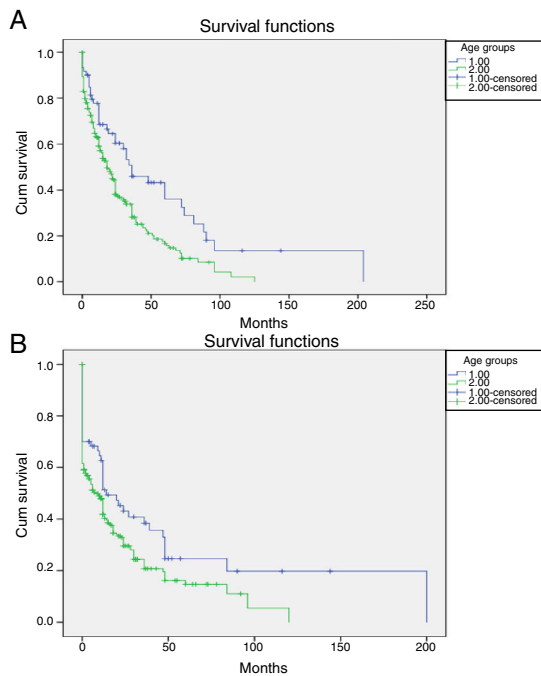 A
Survival functions
Age groups
1.00
2.00
1.00-censored
2.00-censored
Cum survival
1.0
0.8
0.6
0.4
0.2
0.0
0 50 100 150 200 250
Months
B
Survival functions
Age groups
1.00
2.00
1.00-censored
2.00-censored
Cum survival
1.0
0.8
0.6
0.4
0.2
0.0
0 50 100 150 200
Months